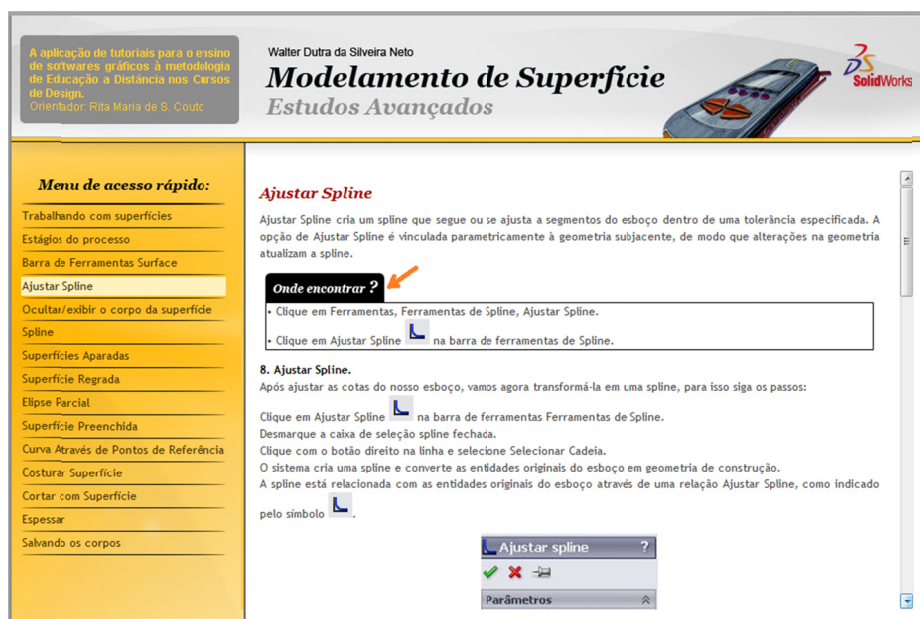 A aplicação de tutoriais para o ensino
de softwares gráficos à metodologia
de Educação a Distância nos Cursos
de Design.
Orientador: Rita Maria de S. Couto
Walter Dutra da Silveira Neto
Modelamento de Superfície
Estudos Avançados
SolidWorks
Menu de acesso rápido:
Trabalhando com superfícies
Estágios do processo
Barra de Ferramentas Surface
Ajustar Spline
Ocultar/exibir o corpo da superfície
Spline
Superfícies Aparadas
Superfície Regrada
Elipse Parcial
Superfície Preenchida
Curva Através de Pontos de Referência
Costurar Superfície
Cortar com Superfície
Espessar
Salvando os corpos
Ajustar Spline
Ajustar Spline cria um spline que segue ou se ajusta a segmentos do esboço dentro de uma tolerância especificada. A
opção de Ajustar Spline é vinculada parametricamente à geometria subjacente, de modo que alterações na geometria
atualizam a spline.
Onde encontrar ?
• Clique em Ferramentas, Ferramentas de Spline, Ajustar Spline.
• Clique em Ajustar Spline na barra de ferramentas de Spline.
8. Ajustar Spline.
Após ajustar as cotas do nosso esboço, vamos agora transformá-la em uma spline, para isso siga os passos:
Clique em Ajustar Spline na barra de ferramentas Ferramentas de Spline.
Desmarque a caixa de seleção spline fechada.
Clique com o botão direito na linha e selecione Selecionar Cadeia.
O sistema cria uma spline e converte as entidades originais do esboço em geometria de construção.
A spline está relacionada com as entidades originais do esboço através de uma relação Ajustar Spline, como indicado
pelo símbolo .
Ajustar spline ?
Parâmetros